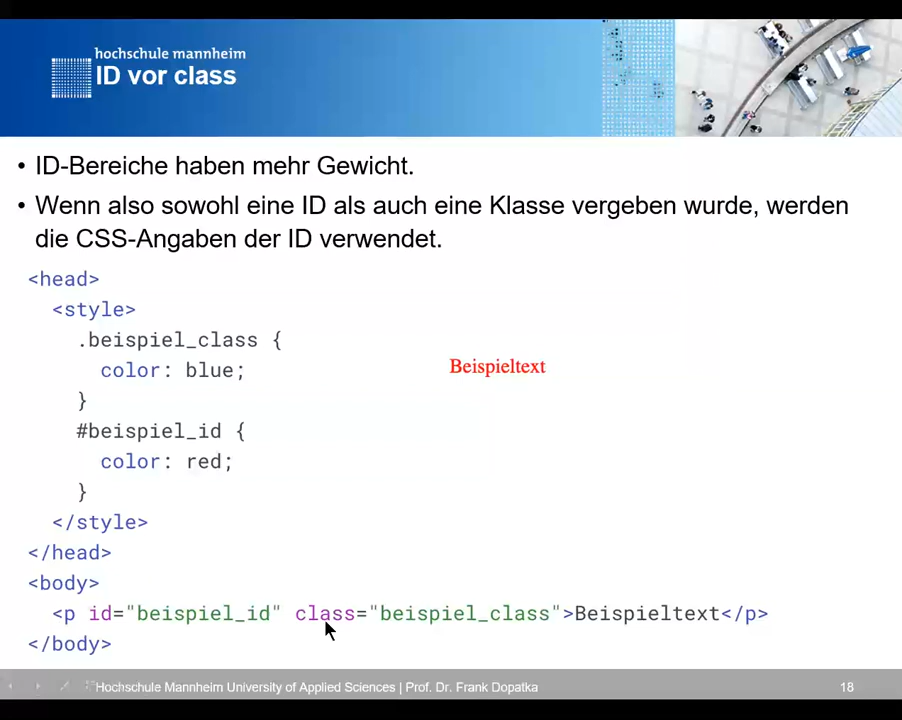 hochschule mannheim
ID vor class
• ID-Bereiche haben mehr Gewicht.
• Wenn also sowohl eine ID als auch eine Klasse vergeben wurde, werden
die CSS-Angaben der ID verwendet.
<head>
<style>
.beispiel_class {
color: blue;
}
#beispiel_id {
color: red;
}
</style>
</head>
<body>
<p id="beispiel_id" class="beispiel_class">Beispieltext</p>
</body>
Beispieltext
Hochschule Mannheim University of Applied Sciences | Prof. Dr. Frank Dopatka
18